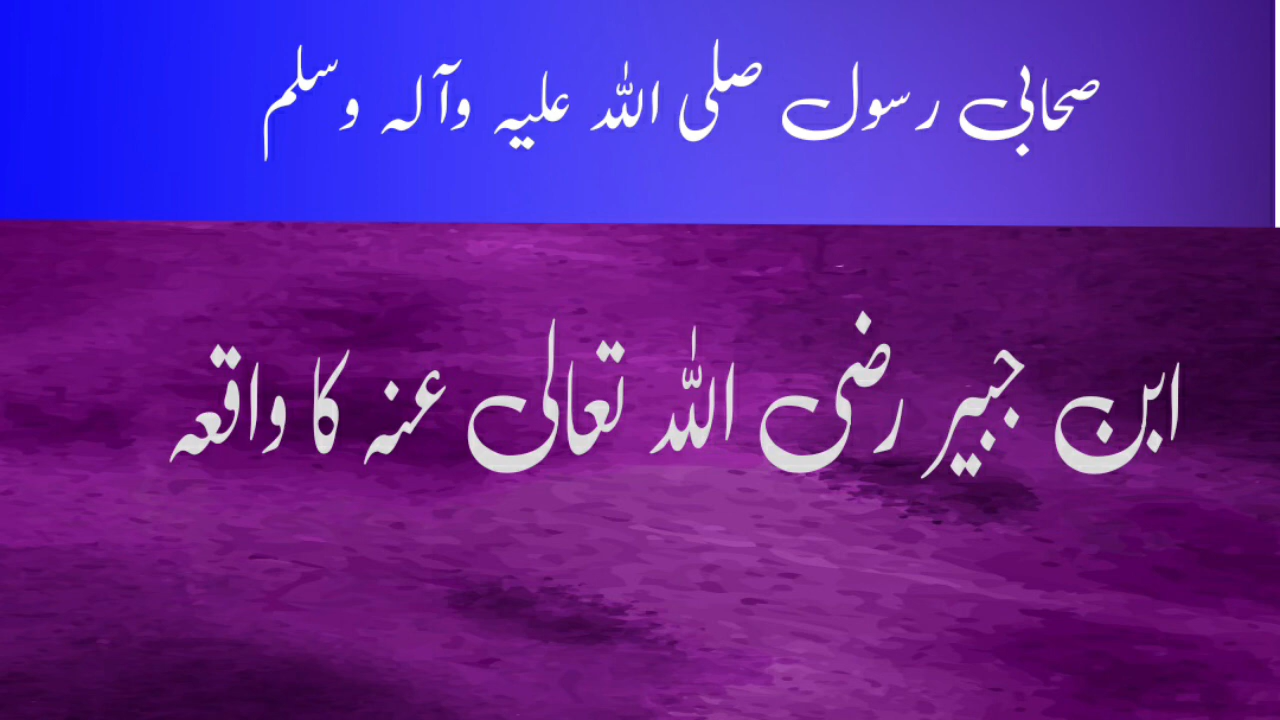 صحابی رسول صلی اللہ علیہ وآلہ وسلم
ابن جبیر رضی اللہ تعالی عنہ کا واقعہ